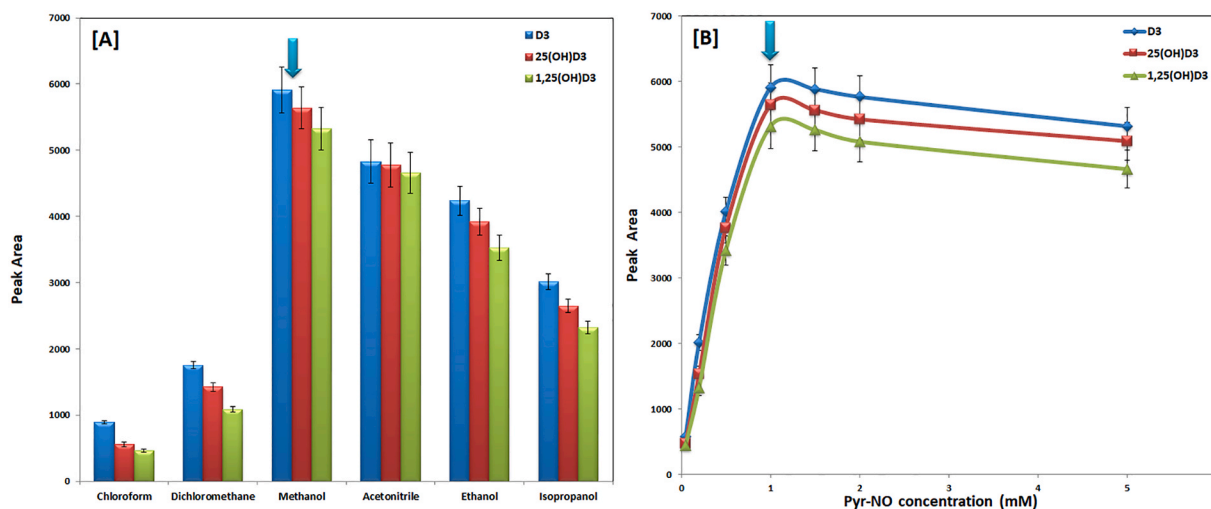 [A]
D3
25(OH)D3
1,25(OH)D3
Peak Area
7000
6000
5000
4000
3000
2000
1000
0
Chloroform Dichloromethane Methanol Acetonitrile Ethanol Isopropanol
[B]
D3
25(OH)D3
1,25(OH)D3
Peak Area
7000
6000
5000
4000
3000
2000
1000
0
0 1 2 3 4 5
Pyr-NO concentration (mM)